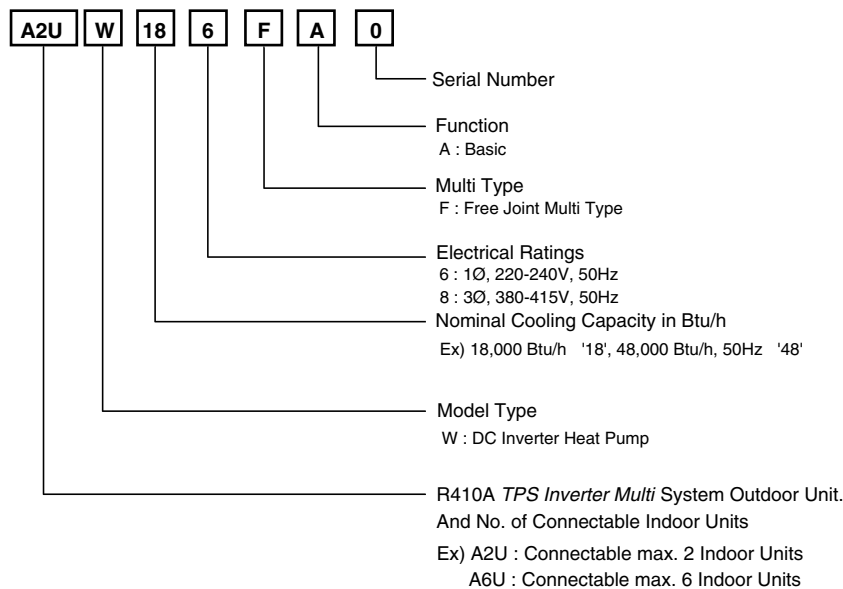 A2U W 18 6 F A 0
Serial Number
Function
A : Basic
Multi Type
F : Free Joint Multi Type
Electrical Ratings
6 : 1Ø, 220-240V, 50Hz
8 : 3Ø, 380-415V, 50Hz
Nominal Cooling Capacity in Btu/h
Ex) 18,000 Btu/h '18', 48,000 Btu/h, 50Hz '48'
Model Type
W : DC Inverter Heat Pump
R410A TPS Inverter Multi System Outdoor Unit.
And No. of Connectable Indoor Units
Ex) A2U : Connectable max. 2 Indoor Units
A6U : Connectable max. 6 Indoor Units